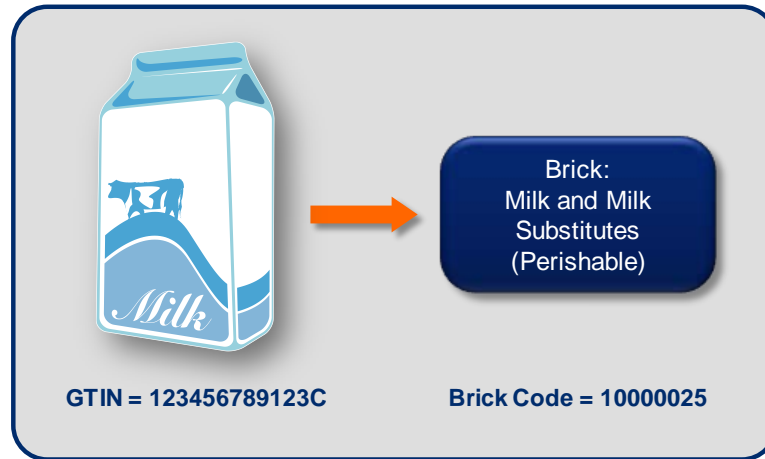 Milk
Brick:
Milk and Milk
Substitutes
(Perishable)
GTIN = 123456789123C
Brick Code = 10000025